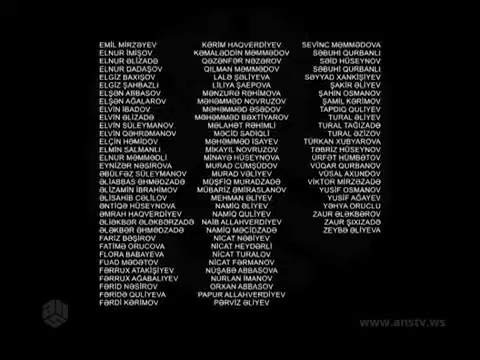 EMİL MİRZƏYEV
ELNUR İMİŞOV
ELNUR ƏLİZADƏ
ELNUR DADAŞOV
ELGİZ BAXIŞOV
ELGİZ ŞAHBAZLI
ELŞƏN ABBASOV
ELŞƏN AĞALAROV
ELVİN İBADOV
ELVİN ƏLİZADƏ
ELVİN SÜLEYMANOV
ELVİN QƏHRƏMANOV
ELÇİN HƏMİDOV
ELMİN SALMANLI
ELNUR MƏMMƏDLİ
EYNİZƏR NƏSİROVA
ƏBÜLFƏZ SÜLEYMANOV
ƏLİABBAS ƏHMƏDZADƏ
ƏLİZAMİN İBRAHİMOV
ƏLİSAHİB CƏLİLOV
ƏNTİQƏ HÜSEYNOVA
ƏMRAH HAQVERDİYEV
ƏLİƏKBƏR ƏLƏKBƏRZADƏ
ƏLƏKBƏR ƏHMƏDZADƏ
FARİZ BƏŞİROV
FATİMƏ ORUCOVA
FLORA BABAYEVA
FUAD MƏDƏTOV
FƏRRUX ATAKİŞİYEV
FƏRRUX AĞABALIYEV
FƏRİD NƏSİROV
FƏRİDƏ QULİYEVA
FƏRDİ KƏRİMOV
KƏRİM HAQVERDİYEV
KƏMALƏDDİN MƏMMƏDOV
QƏZƏNFƏR NƏZƏROV
QILMAN MƏMMƏDOV
LALƏ ŞƏLİYEVA
LİLİYA ŞAEPOVA
MƏNZURƏ RƏHİMOVA
MƏHƏMMƏD NOVRUZOV
MƏHƏMMƏD ƏSƏDOV
MƏHƏMMƏD BƏXTİYAROV
MƏLAHƏT RƏHİMLİ
MƏCİD SADİQLİ
MƏHƏMMƏD İSAYEV
MİKAYIL NOVRUZOV
MİNAYƏ HÜSEYNOVA
MURAD CÜMŞÜDOV
MURAD VƏLİYEV
MÜŞFİQ MURADZADƏ
MÜBARİZ ƏMİRASLANOV
MEHMAN ƏLİYEV
NAMİQ ƏLİYEV
NAMİQ QULİYEV
NAİB ALLAHVERDİYEV
NAMİQ MƏCİDZADƏ
NİCAT NƏBİYEV
NİCAT HEYDƏRLİ
NİCAT TURALOV
NİCAT FƏRMANOV
NUŞABƏ ABBASOVA
NURLAN İMANOV
ORXAN ABBASOV
PAPUR ALLAHVERDİYEV
PƏRVİZ ƏLİYEV
SEVİNC MƏMMƏDOVA
SƏBUHİ QURBANLI
SƏİD HÜSEYNOV
SƏBUHİ QURBANLI
SƏYYAD XANKİŞİYEV
ŞAKİR ƏLİYEV
ŞAHİN OSMANOV
ŞAMİL KƏRİMOV
TAPDIQ QULİYEV
TURAL ƏLİYEV
TURAL TAĞIZADƏ
TURAL ƏZİZOV
TÜRKAN XUBYAROVA
TƏBRİZ HÜSEYNOV
ÜRFƏT HÜMBƏTOV
VÜQAR QURBANOV
VÜSAL AXUNDOV
VİKTOR MİRZƏZADƏ
YUSİF OSMANOV
YUSİF AĞAYEV
YƏHYA ORUCLU
ZAUR ƏLƏKBƏROV
ZAUR ŞIXIZADƏ
ZEYBƏ ƏLİYEVA
www.anstv.ws